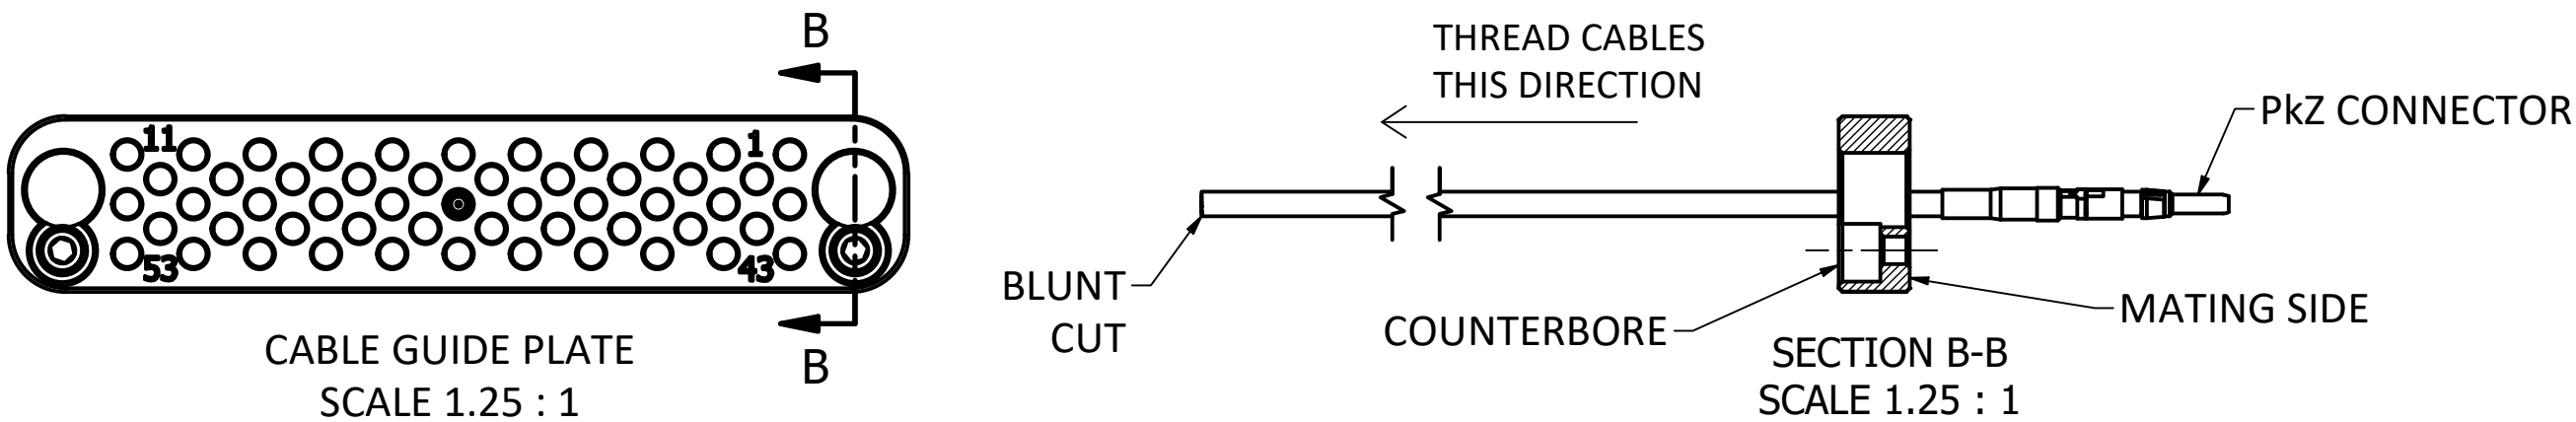 B
11
1
53
43
B
CABLE GUIDE PLATE
SCALE 1.25 : 1
THREAD CABLES
THIS DIRECTION
PkZ CONNECTOR
BLUNT
CUT
COUNTERBORE
MATING SIDE
SECTION B-B
SCALE 1.25 : 1